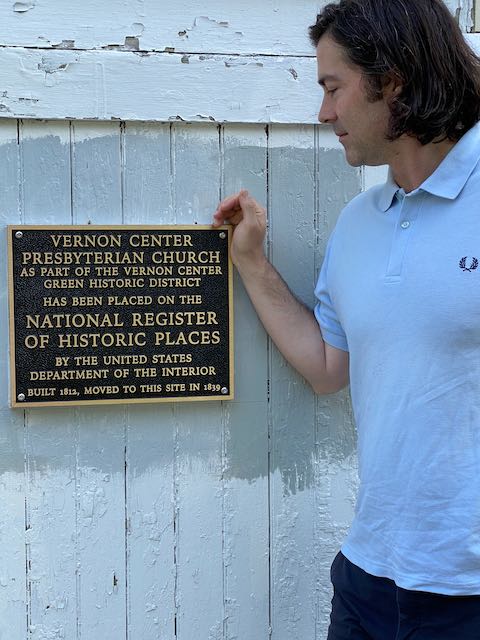 VERNON CENTER
PRESBYTERIAN CHURCH
AS PART OF THE VERNON CENTER
GREEN HISTORIC DISTRICT
HAS BEEN PLACED ON THE
NATIONAL REGISTER
OF HISTORIC PLACES
BY THE UNITED STATES
DEPARTMENT OF THE INTERIOR
BUILT 1812, MOVED TO THIS SITE IN 1839